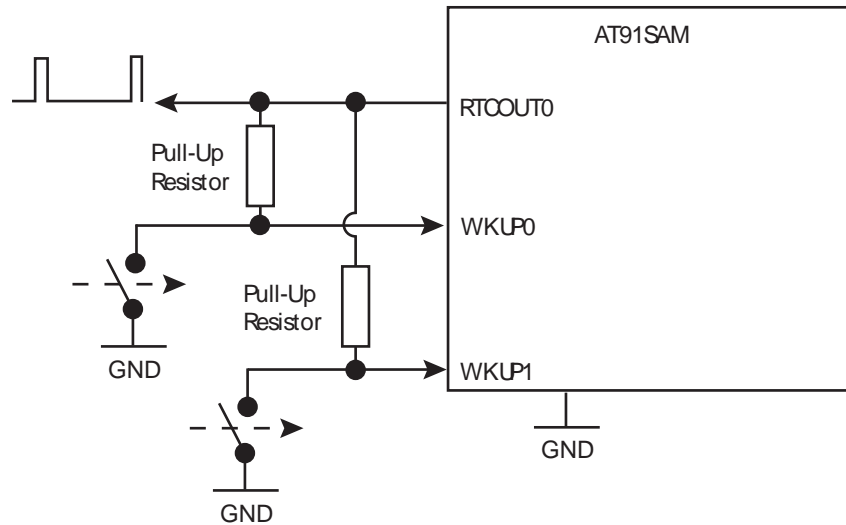 AT91SAM
RTCOUT0
Pull-Up
Resistor
WKUP0
Pull-Up
Resistor
GND
WKUP1
GND
GND